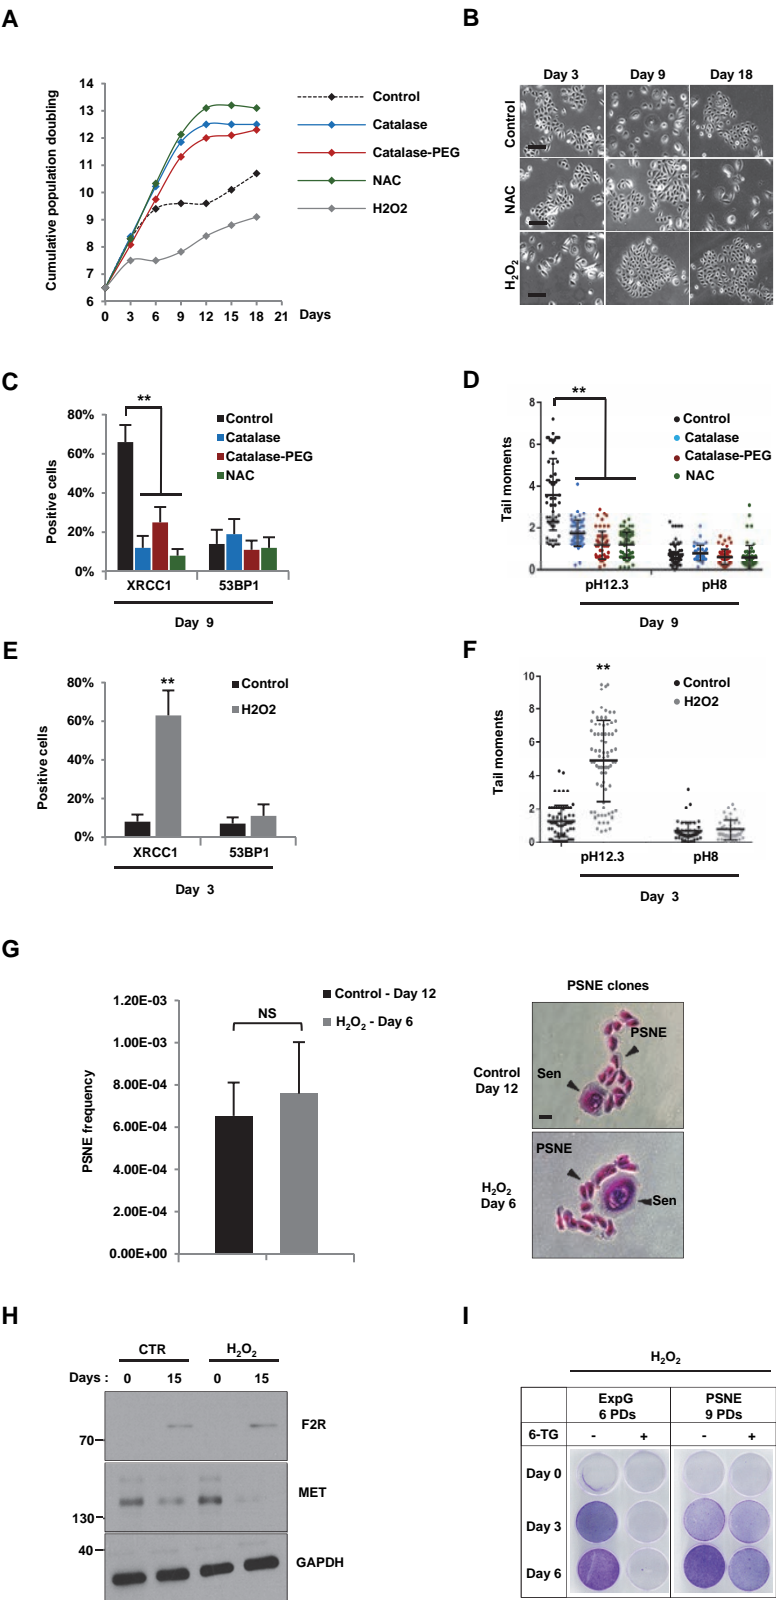 A
Cumulative population doubling
14
13
12
11
10
9
8
7
6
0 3 6 9 12 15 18 21 Days
Control
Catalase
Catalase-PEG
NAC
H2O2
B
Day 3 Day 9 Day 18
Control
NAC
H₂O₂
C
Positive cells
80%
60%
40%
20%
0%
**
Control
Catalase
Catalase-PEG
NAC
XRCC1 53BP1
Day 9
D
Tail moments
8
6
4
2
0
**
Control
Catalase
Catalase-PEG
NAC
pH12.3 pH8
Day 9
E
Positive cells
80%
60%
40%
20%
0%
**
Control
H2O2
XRCC1 53BP1
Day 3
F
Tail moments
10
8
6
4
2
0
**
Control
H2O2
pH12.3 pH8
Day 3
G
PSNE frequency
1.20E-03
1.00E-03
8.00E-04
6.00E-04
4.00E-04
2.00E-04
0.00E+00
NS
Control - Day 12
H₂O₂ - Day 6
PSNE clones
Control
Day 12
PSNE
Sen
H₂O₂
Day 6
PSNE
Sen
H
CTR H₂O₂
Days : 0 15 0 15
70
F2R
130
MET
40
GAPDH
I
H₂O₂
ExpG PSNE
6 PDs 9 PDs
6-TG - + - +
Day 0
Day 3
Day 6